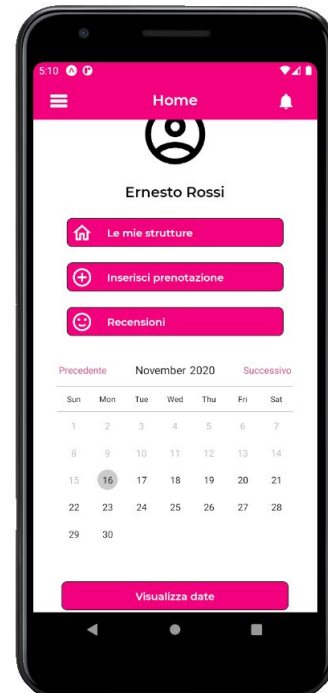 5:10
Home
Ernesto Rossi
Le mie strutture
Inserisci prenotazione
Recensioni
Precedente November 2020 Successivo
Sun Mon Tue Wed Thu Fri Sat
1 2 3 4 5 6 7
8 9 10 11 12 13 14
15 16 17 18 19 20 21
22 23 24 25 26 27 28
29 30
Visualizza date